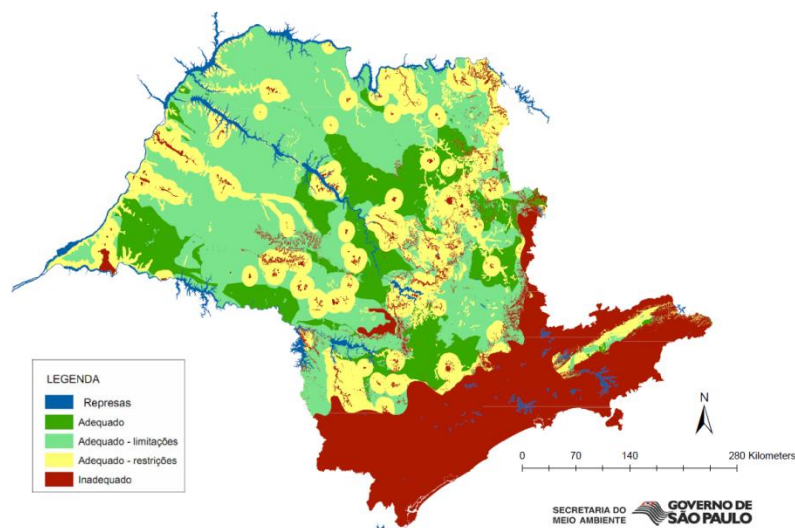 LEGENDA
Represas
Adequado
Adequado - limitações
Adequado - restrições
Inadequado
N
0 70 140 280 Kilometers
SECRETARIA DO
MEIO AMBIENTE
GOVERNO DE
SÃO PAULO